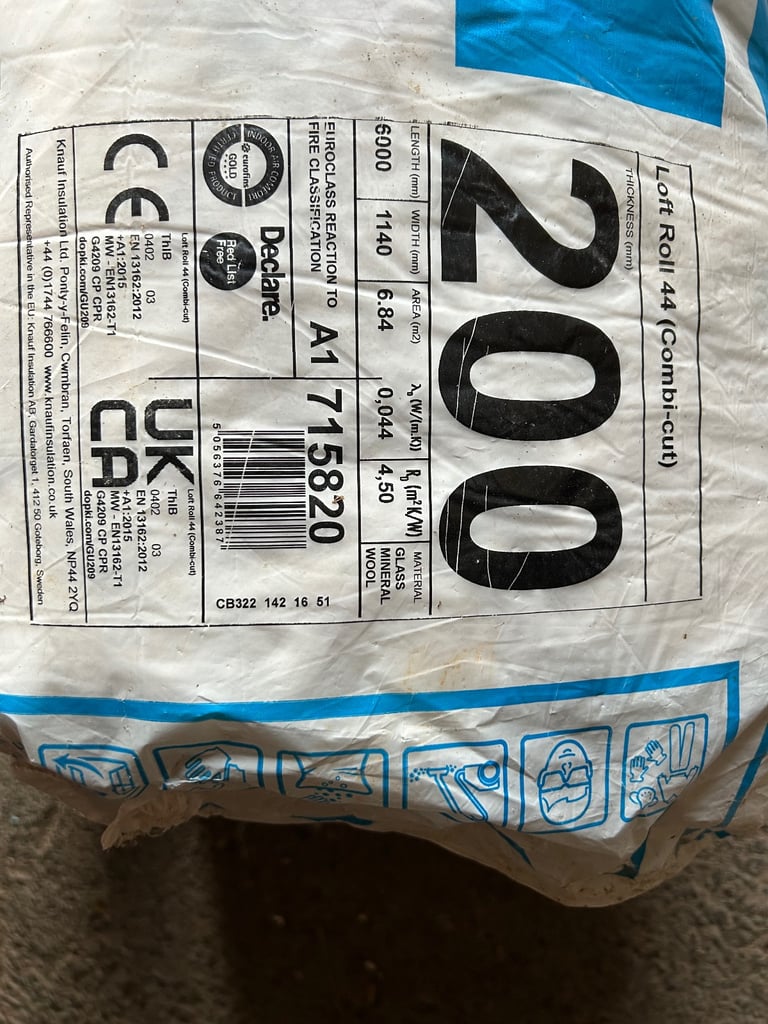 Loft Roll 44 (Combi-cut)
THICKNESS (mm)
200
LENGTH (mm) WIDTH (mm) AREA (m2) λD (W/m.K) RD (m²K/W) MATERIAL
6000 1140 6.84 0,044 4,50 GLASS
MINERAL
WOOL
EUROCLASS REACTION TO
FIRE CLASSIFICATION
A1
715820
5 056376 642387
CB322 142 16 51
INDOOR AIR COMFORT
eurofins
GOLD
CERTIFIED PRODUCT
Declare.
Red List
Free
CE
Loft Roll 44 (Combi-cut)
ThIB
0402 03
EN 13162:2012
+A1:2015
MW - EN13162-T1
G4209 CP CPR
dopki.com/GU209
UK
CA
Loft Roll 44 (Combi-cut)
ThIB
0402 03
EN 13162:2012
+A1:2015
MW - EN13162-T1
G4209 CP CPR
dopki.com/GU209
Knauf Insulation Ltd, Ponty-y-Felin, Cwmbran, Torfaen, South Wales, NP44 2YQ
+44 (0)1744 766600 www.knaufinsulation.co.uk
Authorised Representative in the EU: Knauf Insulation AB, Gardatorget 1, 412 50 Goteborg, Sweden